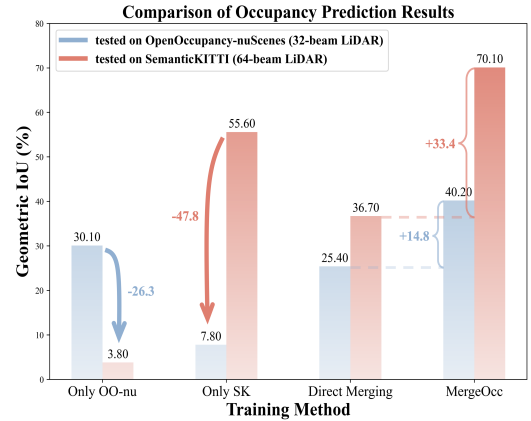 Comparison of Occupancy Prediction Results
tested on OpenOccupancy-nuScenes (32-beam LiDAR)
tested on SemanticKITTI (64-beam LiDAR)
Geometric IoU (%)
80
70
60
50
40
30
20
10
0
30.10
-26.3
3.80
55.60
-47.8
7.80
25.40
36.70
70.10
+33.4
40.20
+14.8
Only OO-nu
Only SK
Direct Merging
MergeOcc
Training Method